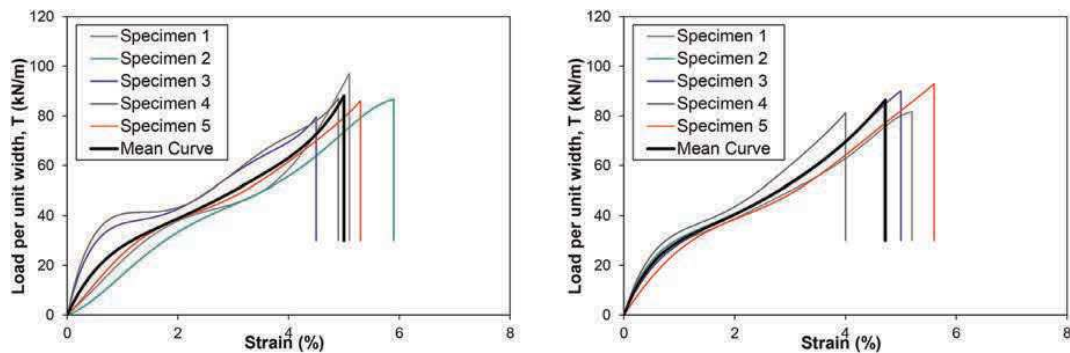 Load per unit width, T (kN/m)
120
100
80
60
40
20
0
0
2
4
6
8
Strain (%)
Specimen 1
Specimen 2
Specimen 3
Specimen 4
Specimen 5
Mean Curve
Load per unit width, T (kN/m)
120
100
80
60
40
20
0
0
2
4
6
8
Strain (%)
Specimen 1
Specimen 2
Specimen 3
Specimen 4
Specimen 5
Mean Curve